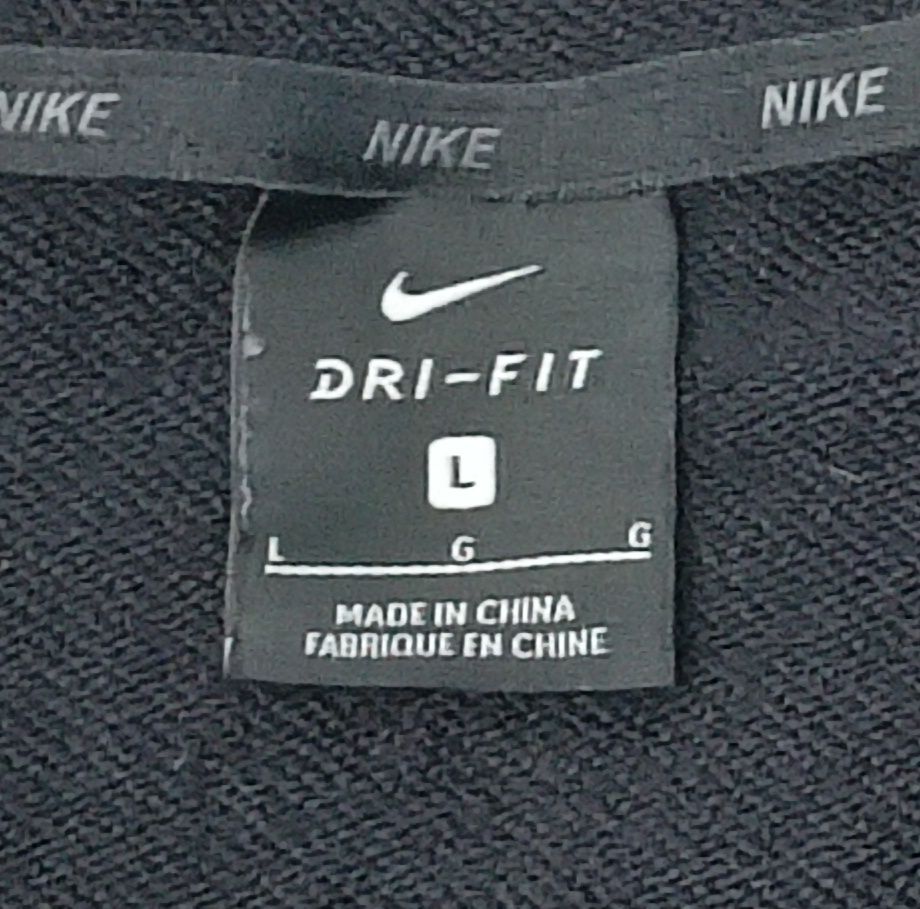 NIKE NIKE NIKE
DRI-FIT
L
L G G
MADE IN CHINA
FABRIQUE EN CHINE